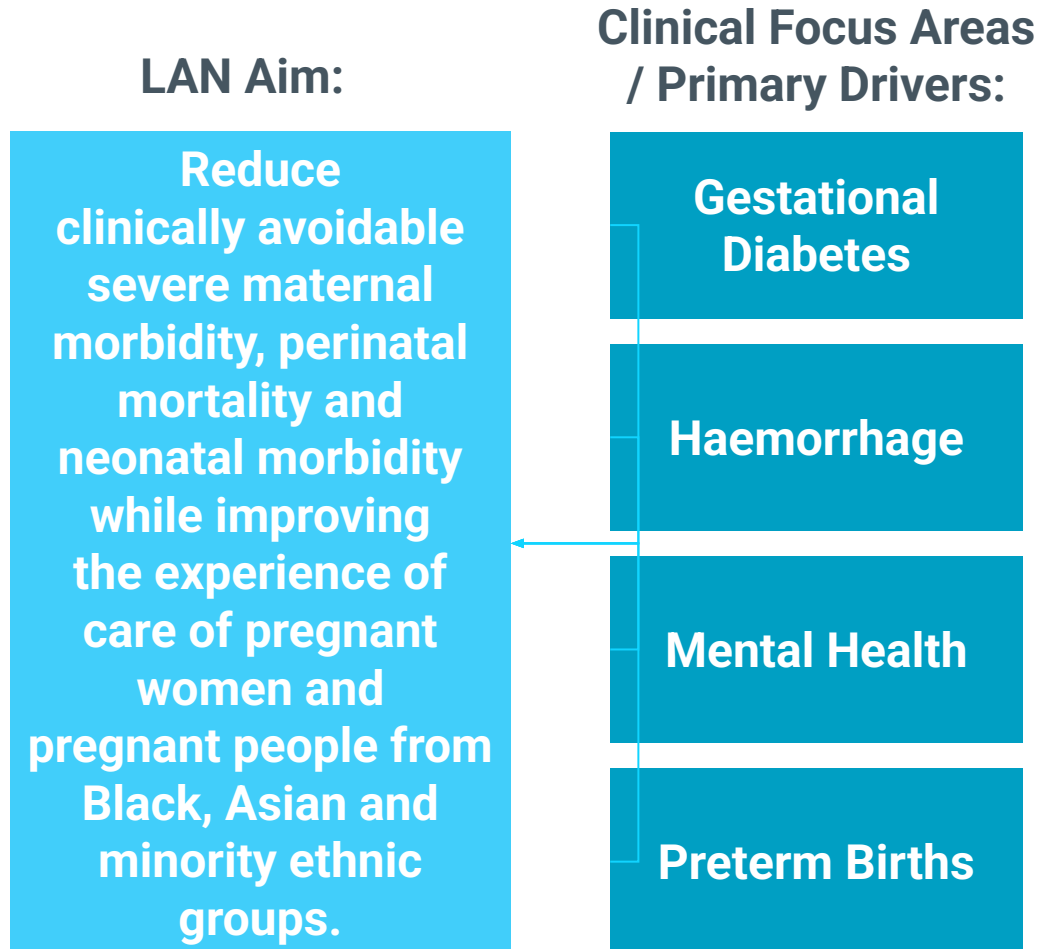 LAN Aim:
Reduce
clinically avoidable
severe maternal
morbidity, perinatal
mortality and
neonatal morbidity
while improving
the experience of
care of pregnant
women and
pregnant people from
Black, Asian and
minority ethnic
groups.
Clinical Focus Areas
/ Primary Drivers:
Gestational
Diabetes
Haemorrhage
Mental Health
Preterm Births